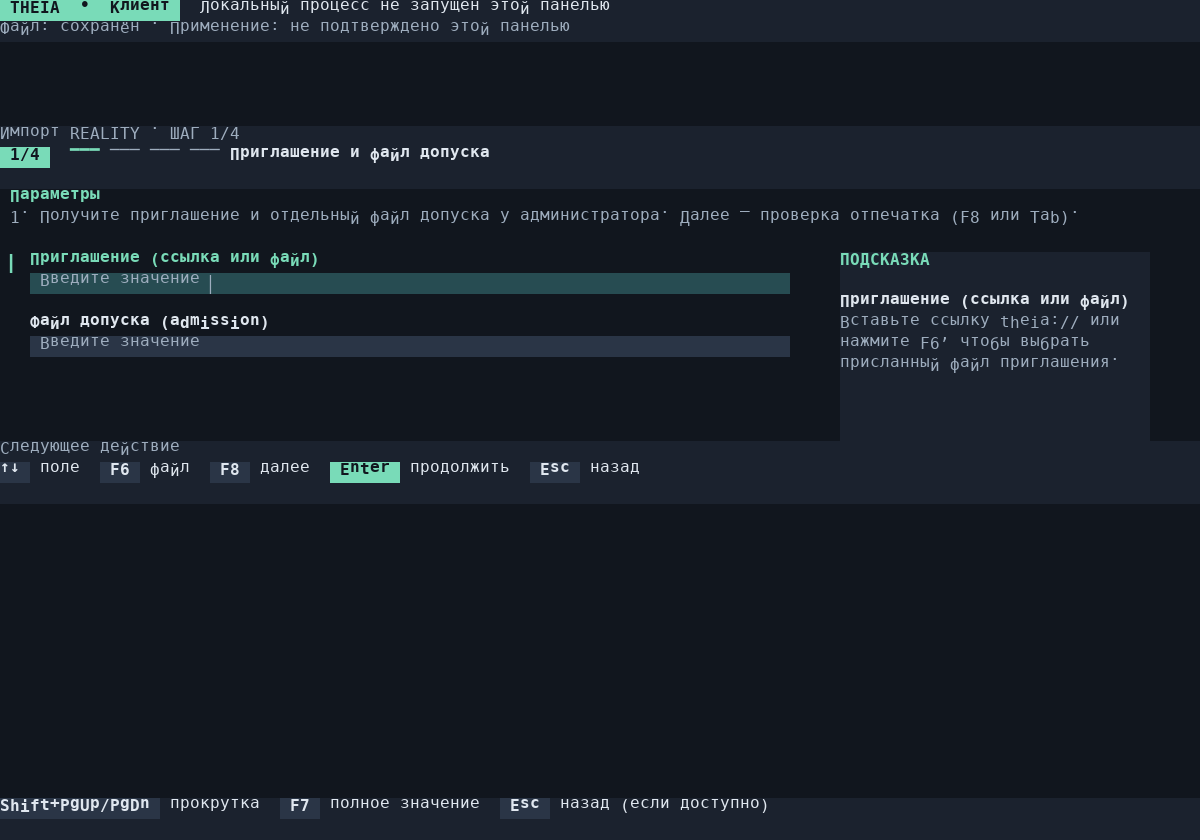 THEIA • Клиент Локальный процесс не запущен этой панелью
Файл: сохранён · Применение: не подтверждено этой панелью
Импорт REALITY · ШАГ 1/4
1/4 ━━━ ─── ─── ─── Приглашение и файл допуска
Параметры
1. Получите приглашение и отдельный файл допуска у администратора. Далее — проверка отпечатка (F8 или Tab).
Приглашение (ссылка или файл)
Введите значение
Файл допуска (admission)
Введите значение
ПОДСКАЗКА
Приглашение (ссылка или файл)
Вставьте ссылку theia:// или
нажмите F6, чтобы выбрать
присланный файл приглашения.
Следующее действие
↑↓ поле F6 файл F8 далее Enter продолжить Esc назад
Shift+PgUp/PgDn прокрутка F7 полное значение Esc назад (если доступно)